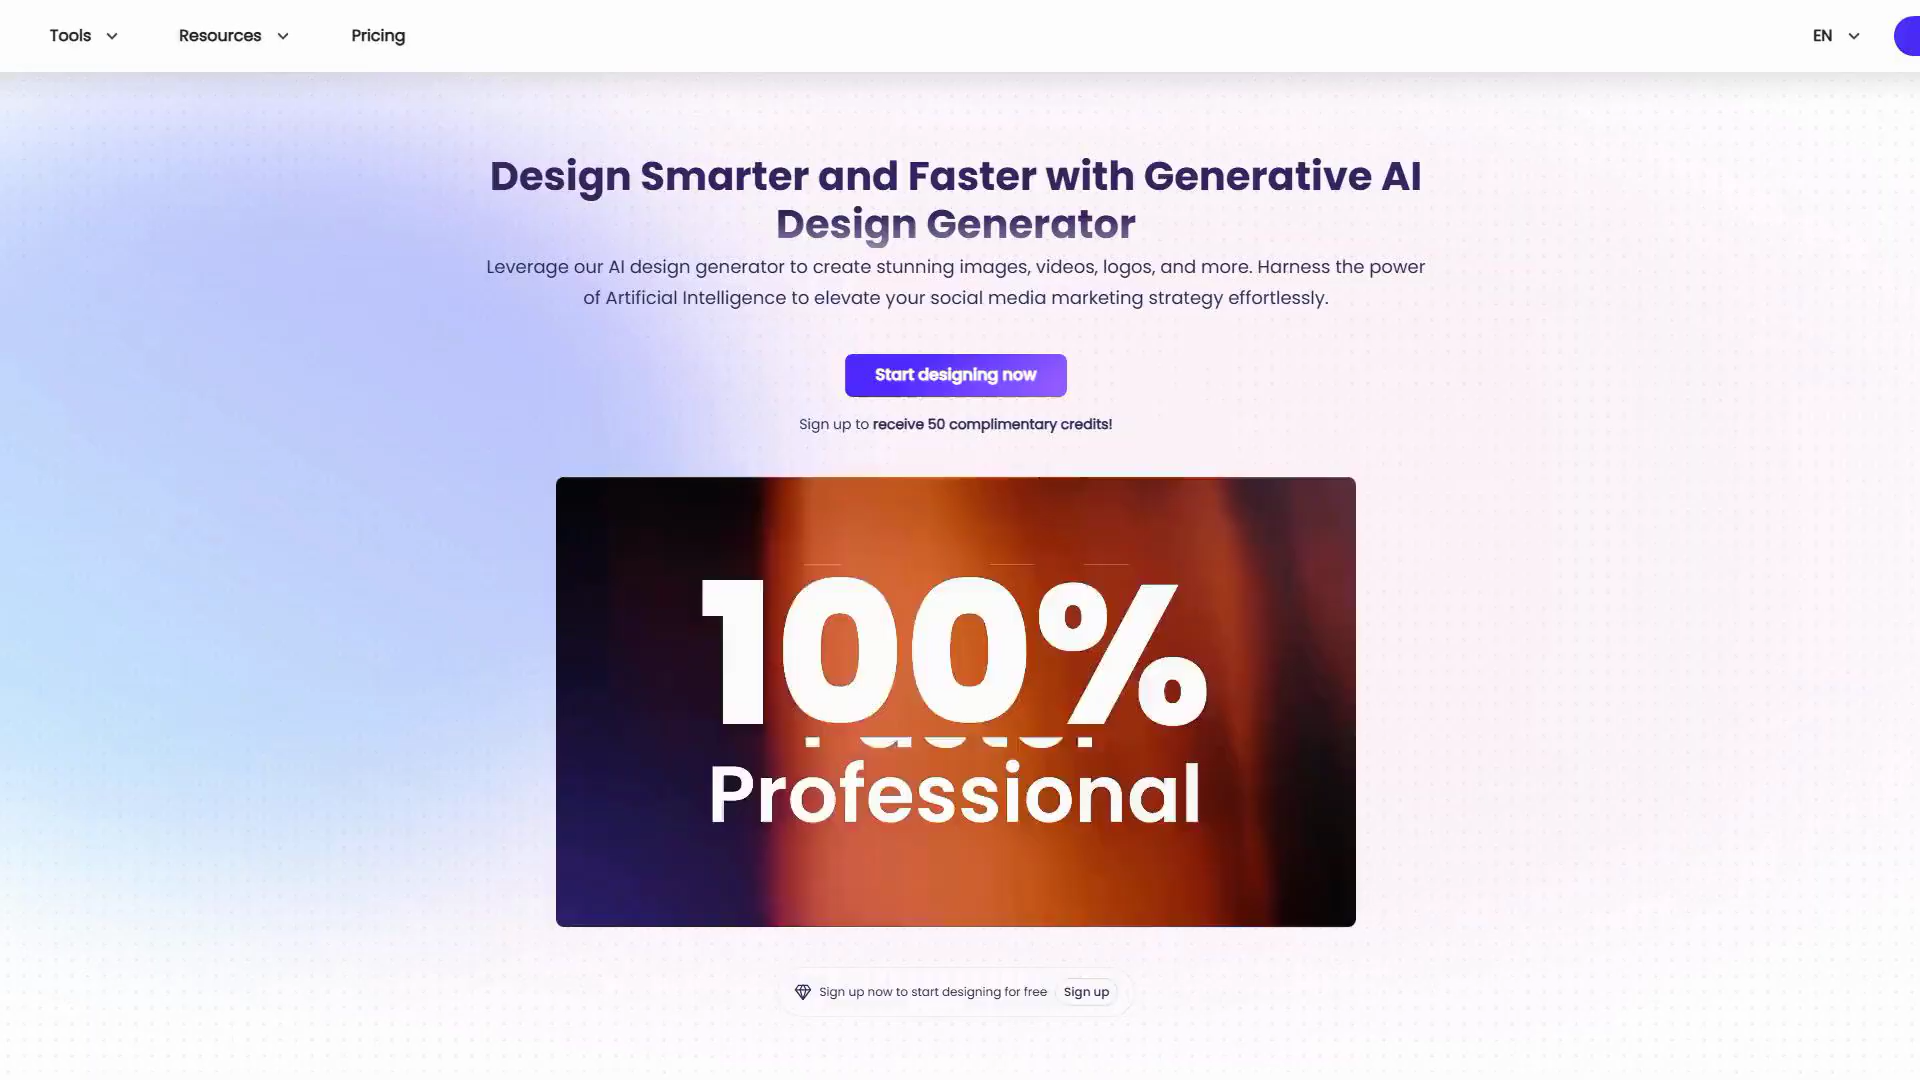 Tools
Resources
Pricing
EN
Design Smarter and Faster with Generative AI
Design Generator
Leverage our AI design generator to create stunning images, videos, logos, and more. Harness the power
of Artificial Intelligence to elevate your social media marketing strategy effortlessly.
Start designing now
Sign up to receive 50 complimentary credits!
100%
Professional
Sign up now to start designing for free
Sign up